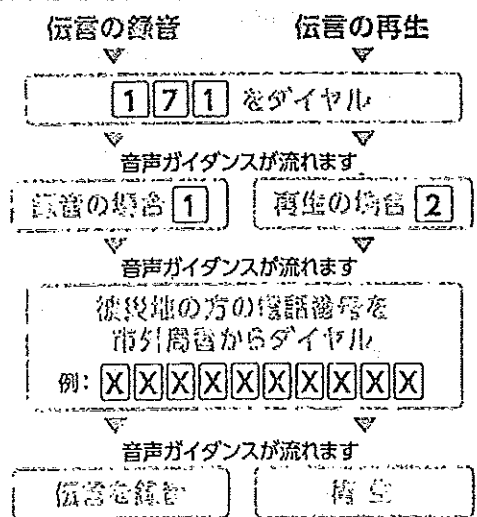 伝言の録音 伝言の再生
171をダイヤル
音声ガイダンスが流れます
録音の場合1 再生の場合2
音声ガイダンスが流れます
被災地の方の電話番号を
市外局番からダイヤル
例:XXXXXXXXXX
音声ガイダンスが流れます
伝言を録音 再生